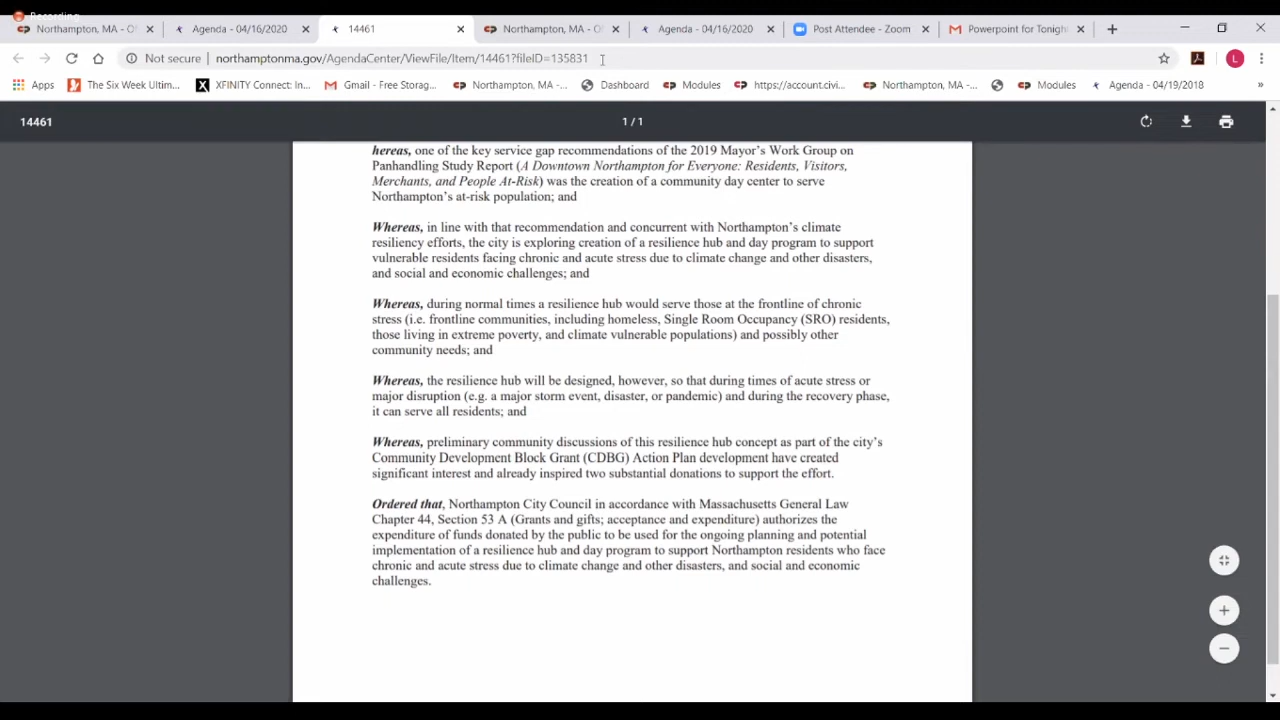 Recording
Northampton, MA - Of
Agenda - 04/16/2020
14461
Northampton, MA - Of
Agenda - 04/16/2020
Post Attendee - Zoom
Powerpoint for Tonigh
Not secure
northamptonma.gov/AgendaCenter/ViewFile/Item/14461?fileID=135831
L
Apps
The Six Week Ultim...
XFINITY Connect: In...
Gmail - Free Storag...
Northampton, MA -...
Dashboard
Modules
https://account.civi...
Northampton, MA -...
Modules
Agenda - 04/19/2018
»
14461
1 / 1
hereas, one of the key service gap recommendations of the 2019 Mayor's Work Group on
Panhandling Study Report (A Downtown Northampton for Everyone: Residents, Visitors,
Merchants, and People At-Risk) was the creation of a community day center to serve
Northampton's at-risk population; and
Whereas, in line with that recommendation and concurrent with Northampton's climate
resiliency efforts, the city is exploring creation of a resilience hub and day program to support
vulnerable residents facing chronic and acute stress due to climate change and other disasters,
and social and economic challenges; and
Whereas, during normal times a resilience hub would serve those at the frontline of chronic
stress (i.e. frontline communities, including homeless, Single Room Occupancy (SRO) residents,
those living in extreme poverty, and climate vulnerable populations) and possibly other
community needs; and
Whereas, the resilience hub will be designed, however, so that during times of acute stress or
major disruption (e.g. a major storm event, disaster, or pandemic) and during the recovery phase,
it can serve all residents; and
Whereas, preliminary community discussions of this resilience hub concept as part of the city's
Community Development Block Grant (CDBG) Action Plan development have created
significant interest and already inspired two substantial donations to support the effort.
Ordered that, Northampton City Council in accordance with Massachusetts General Law
Chapter 44, Section 53 A (Grants and gifts; acceptance and expenditure) authorizes the
expenditure of funds donated by the public to be used for the ongoing planning and potential
implementation of a resilience hub and day program to support Northampton residents who face
chronic and acute stress due to climate change and other disasters, and social and economic
challenges.